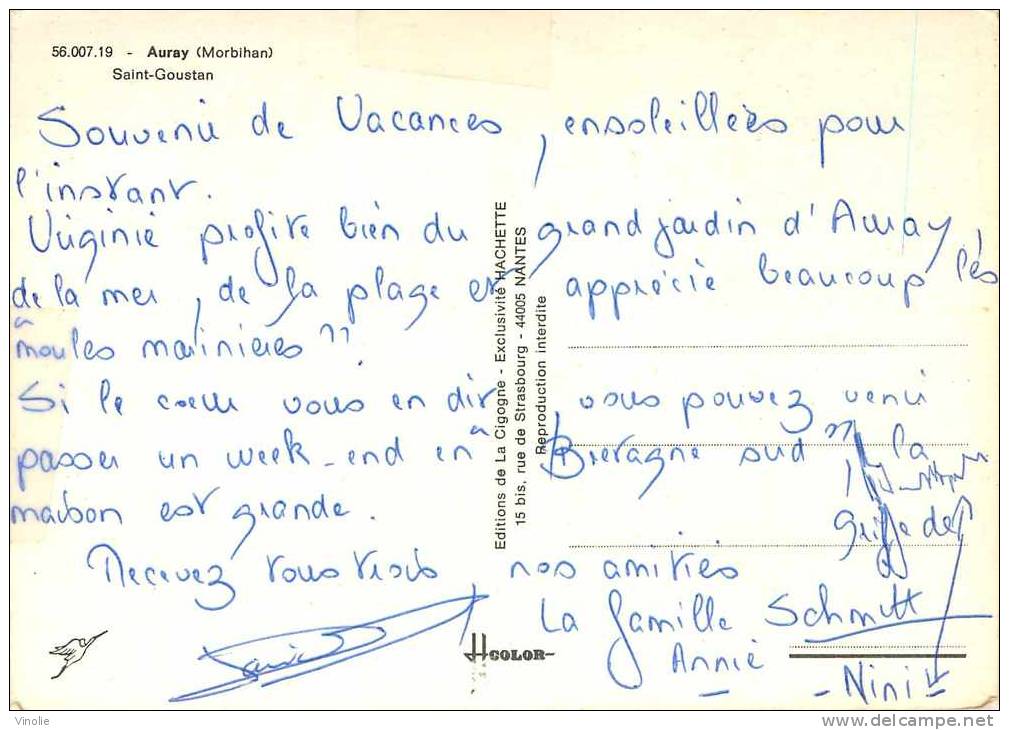 56.007.19 - Auray (Morbihan)
Saint-Goustan
Souvenir de Vacances, ensoleillées pour
l'instant.
Virginie profite bien du grand jardin d'Auray,
de la mer, de la plage et apprécie beaucoup les
"moules marinières"!
Si le coeur vous en dit, vous pouvez venir
passer un week-end en "Bretagne sud" la
maison est grande.
Recevez tous trois nos amitiés
La famille Schmitt
Annie
Griffe de
- Nini
Editions de La Cigogne - Exclusivité HACHETTE
15 bis, rue de Strasbourg - 44005 NANTES
Reproduction interdite
COLOR
Vinolie
www.delcampe.net